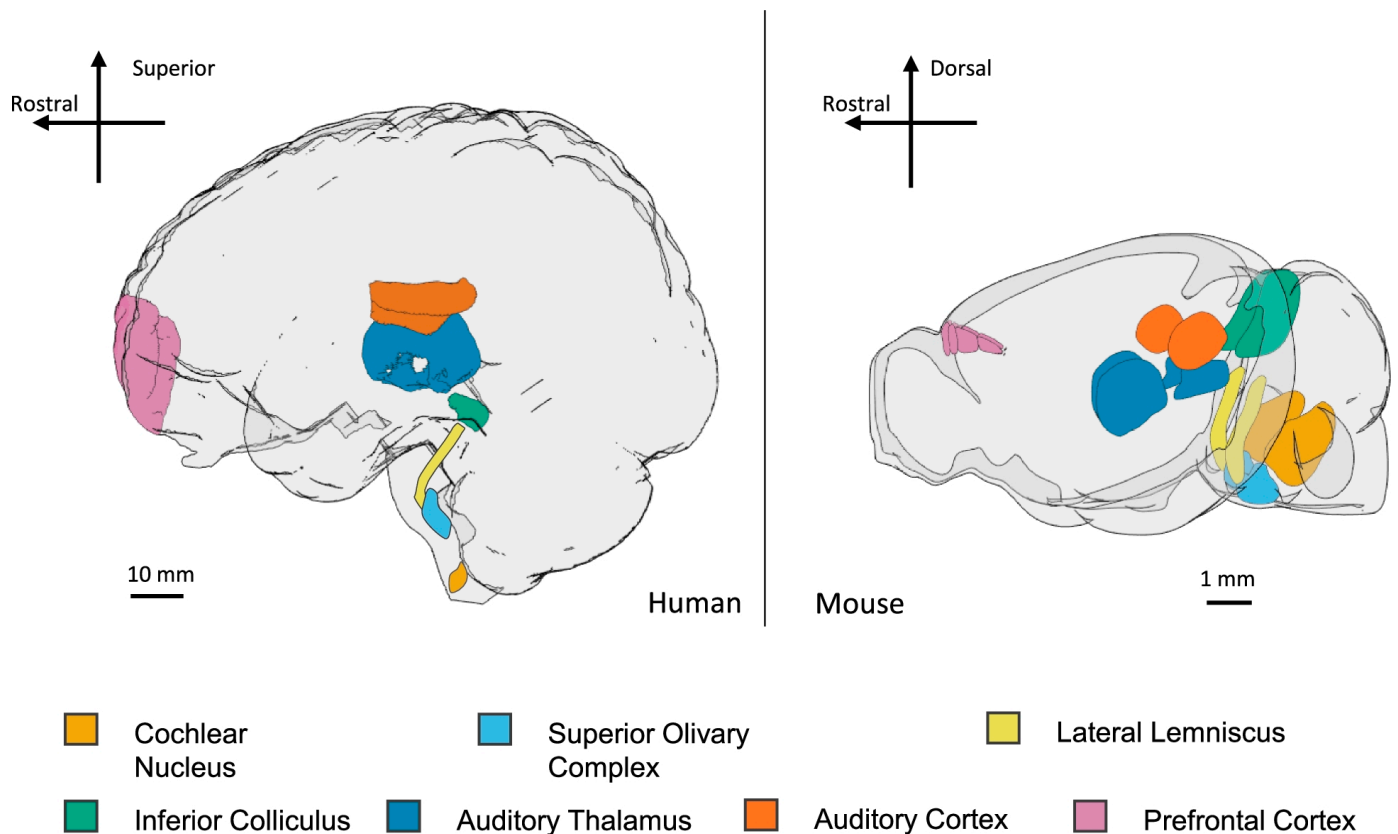 Superior
Rostral
10 mm
Human
Dorsal
Rostral
1 mm
Mouse
Cochlear
Nucleus
Superior Olivary
Complex
Lateral Lemniscus
Inferior Colliculus
Auditory Thalamus
Auditory Cortex
Prefrontal Cortex